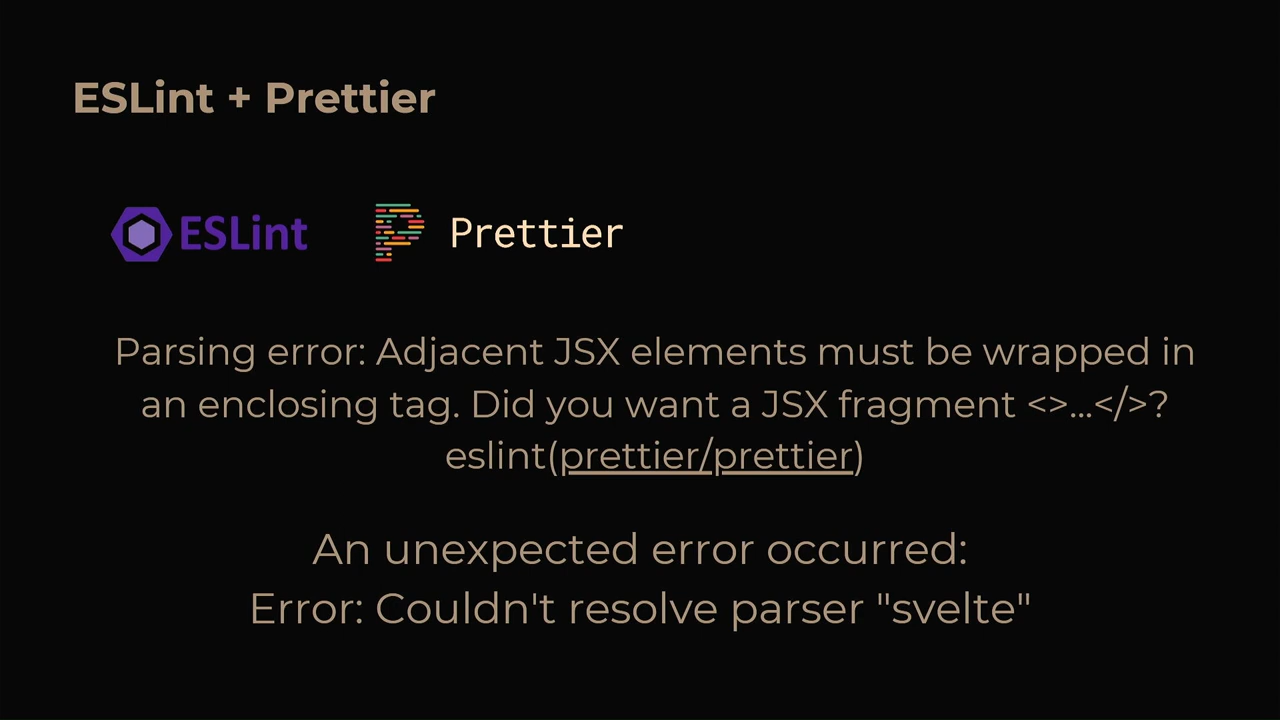 ESLint + Prettier
ESLint
Prettier
Parsing error: Adjacent JSX elements must be wrapped in
an enclosing tag. Did you want a JSX fragment <>...</>?
eslint(prettier/prettier)
An unexpected error occurred:
Error: Couldn't resolve parser "svelte"